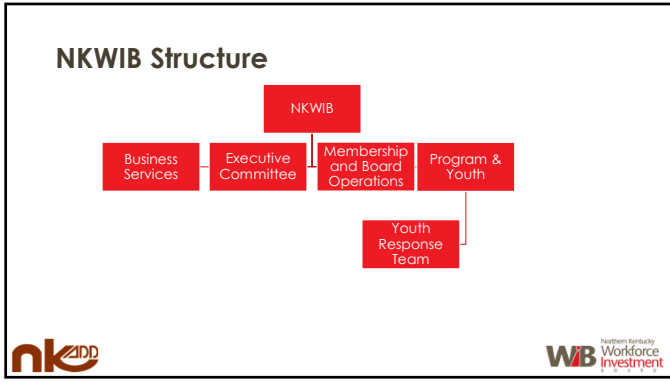 NKWIB Structure
NKWIB
Business
Services
Executive
Committee
Membership
and Board
Operations
Program &
Youth
Youth
Response
Team
nkADD
WiB
Northern Kentucky
Workforce
Investment
BOARD